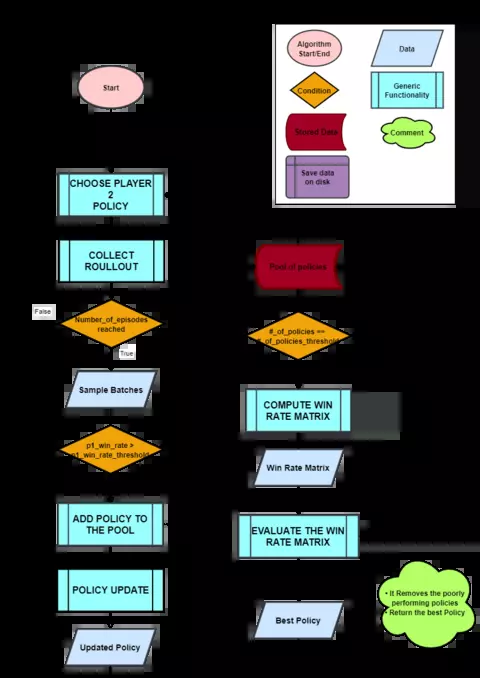 Algorithm
Start/End
Data
Condition
Generic
Functionality
Stored Data
Comment
Save data
on disk
Start
CHOOSE PLAYER
2
POLICY
COLLECT
ROULLOUT
Number_of_episodes
reached
False
True
Sample Batches
p1_win_rate >
p1_win_rate_threshold
ADD POLICY TO
THE POOL
POLICY UPDATE
Updated Policy
Pool of policies
#_of_policies ==
#_of_policies_threshold
COMPUTE WIN
RATE MATRIX
Win Rate Matrix
EVALUATE THE WIN
RATE MATRIX
Best Policy
• It Removes the poorly
performing policies
• Return the best Policy